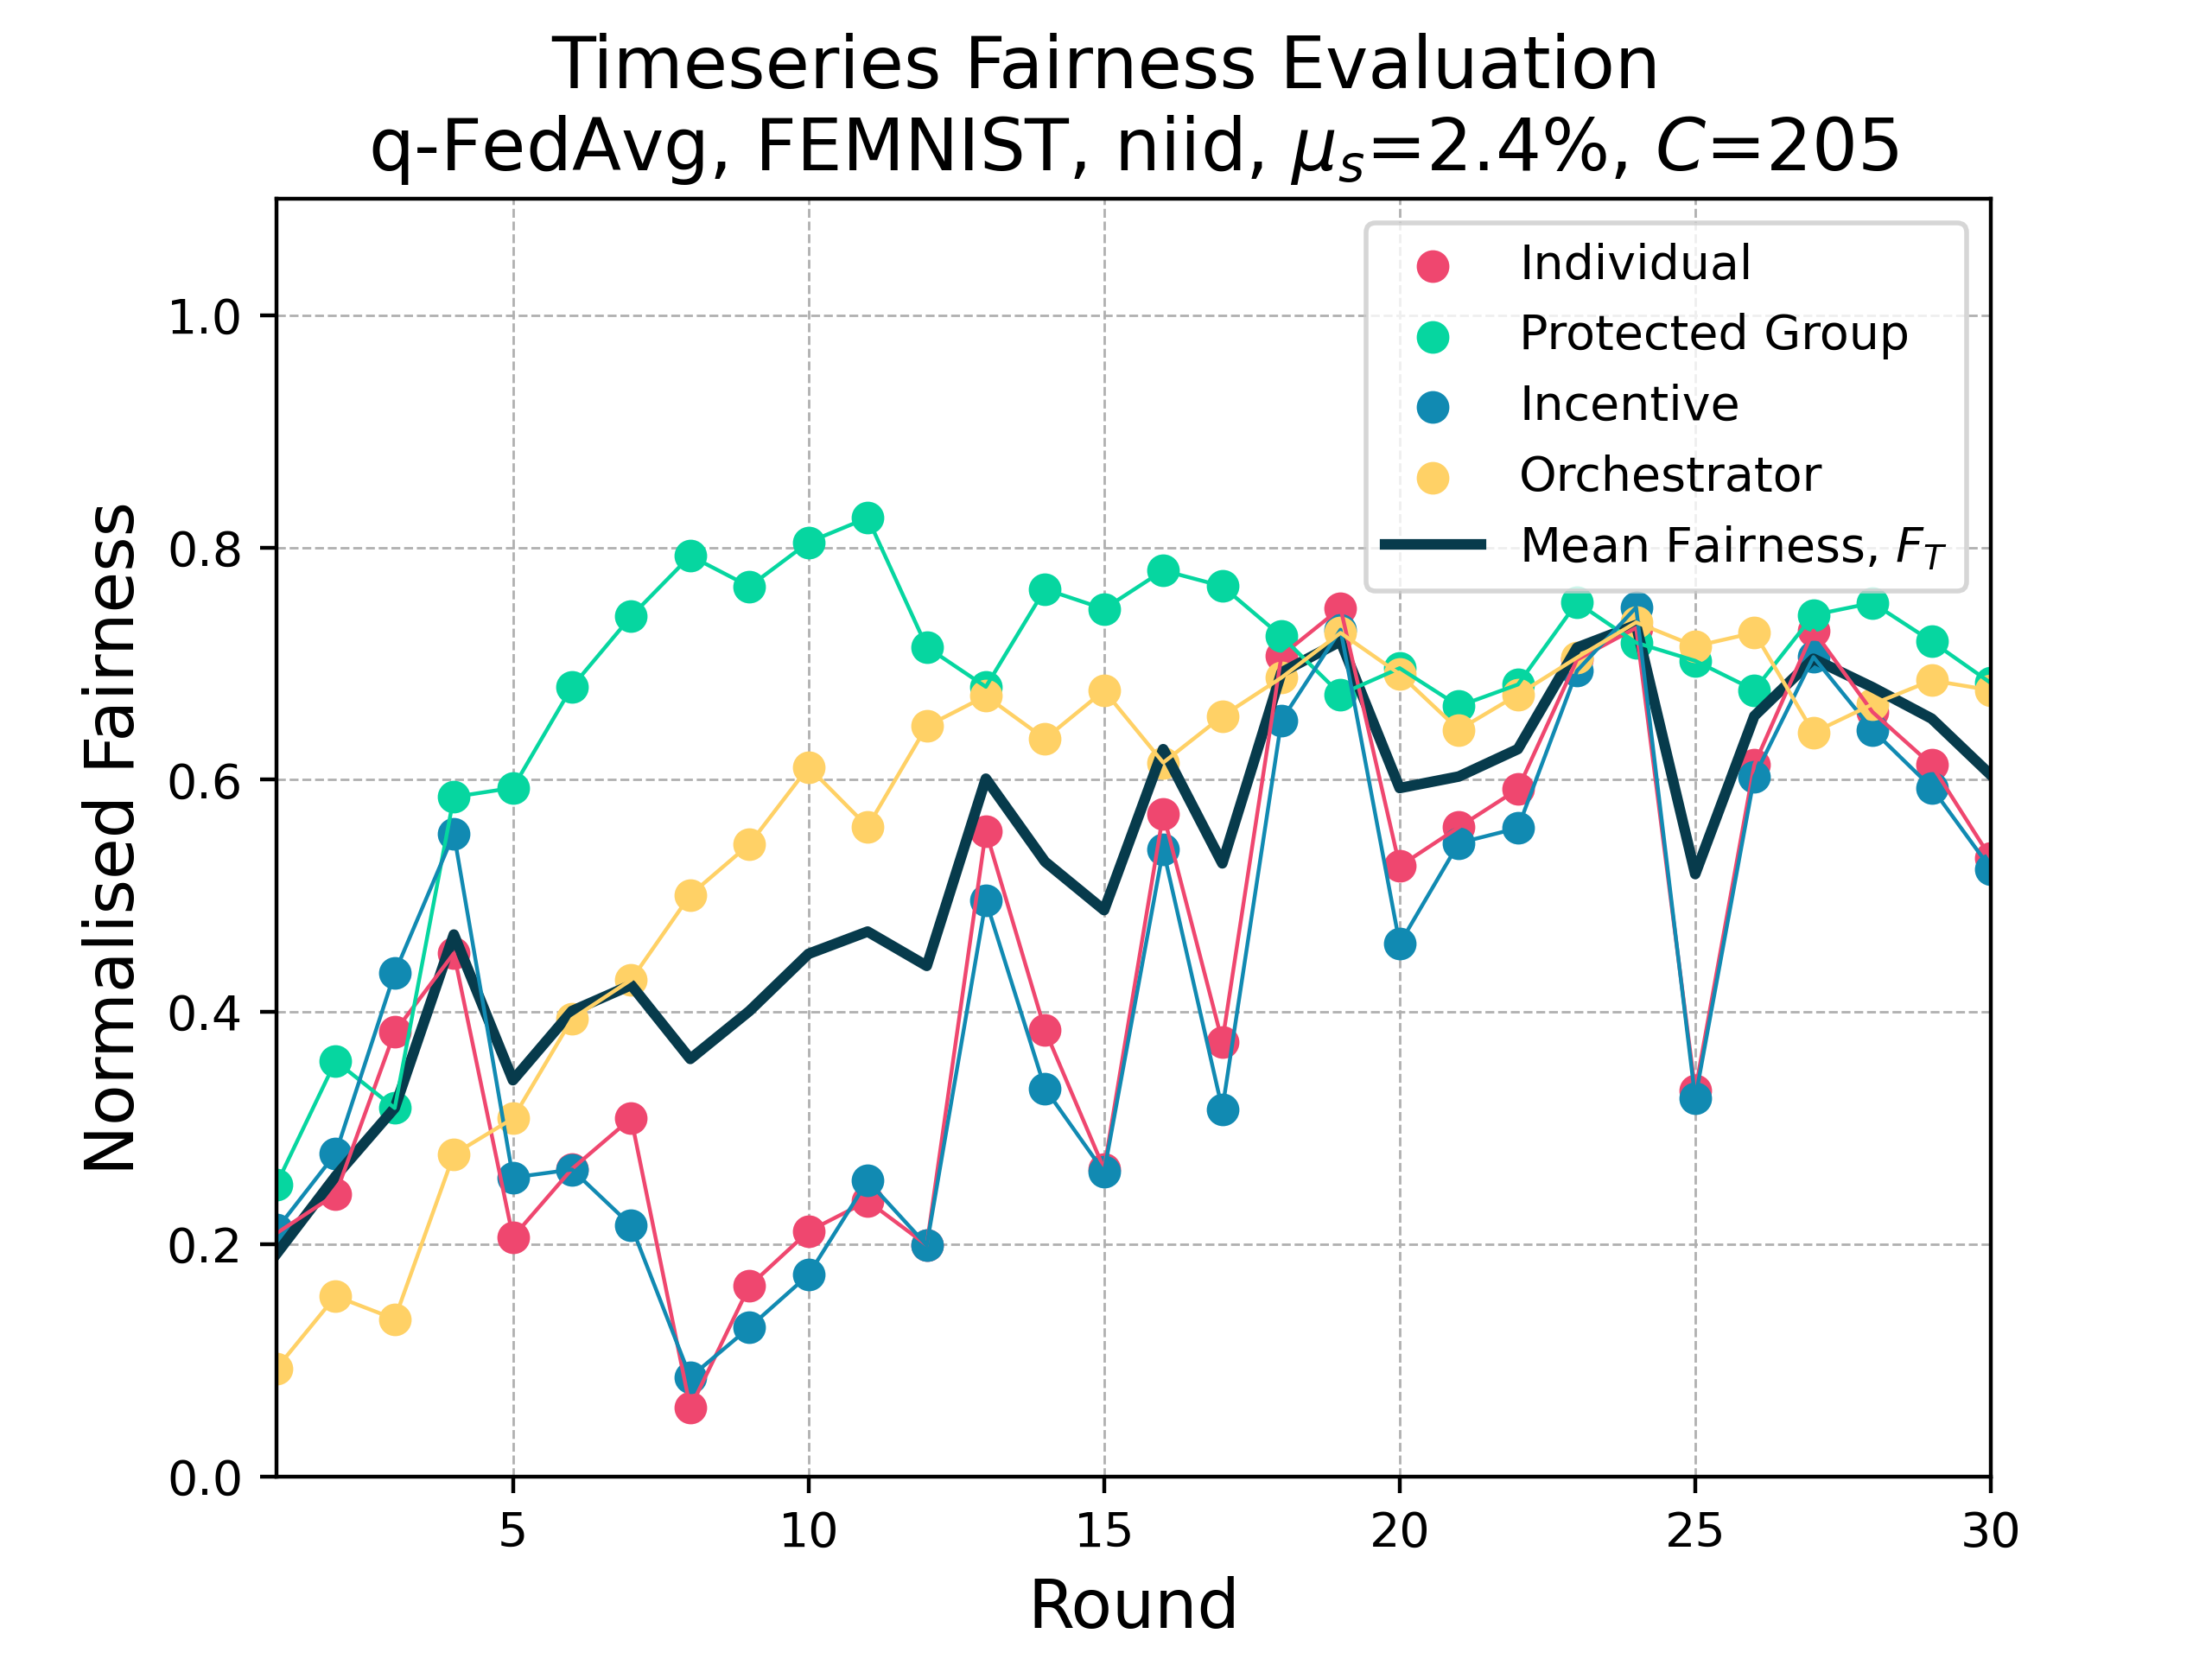 Timeseries Fairness Evaluation
q-FedAvg, FEMNIST, niid, μₛ=2.4%, C=205
Individual
Protected Group
Incentive
Orchestrator
Mean Fairness, F_T
Normalised Fairness
1.0
0.8
0.6
0.4
0.2
0.0
5 10 15 20 25 30
Round